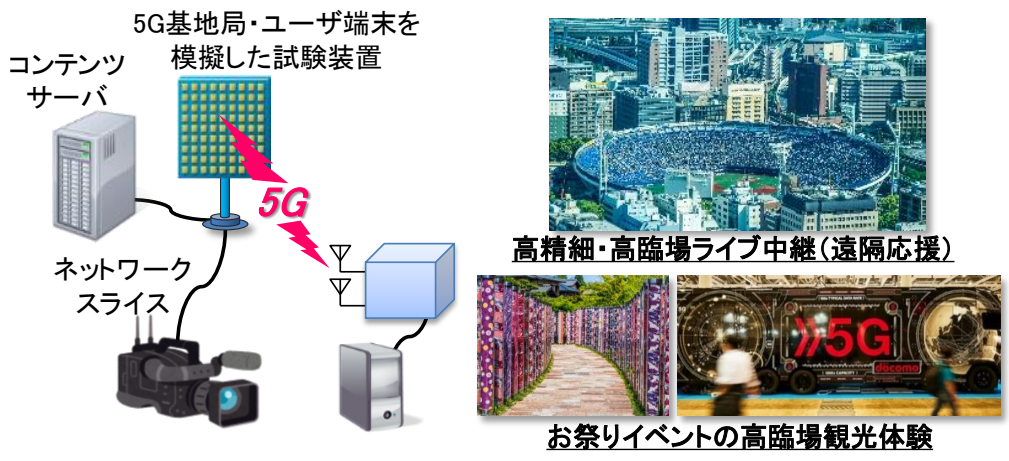 5G基地局・ユーザ端末を
模擬した試験装置
コンテンツ
サーバ
5G
ネットワーク
スライス
高精細・高臨場ライブ中継(遠隔応援)
5G
döcomo
お祭りイベントの高臨場観光体験